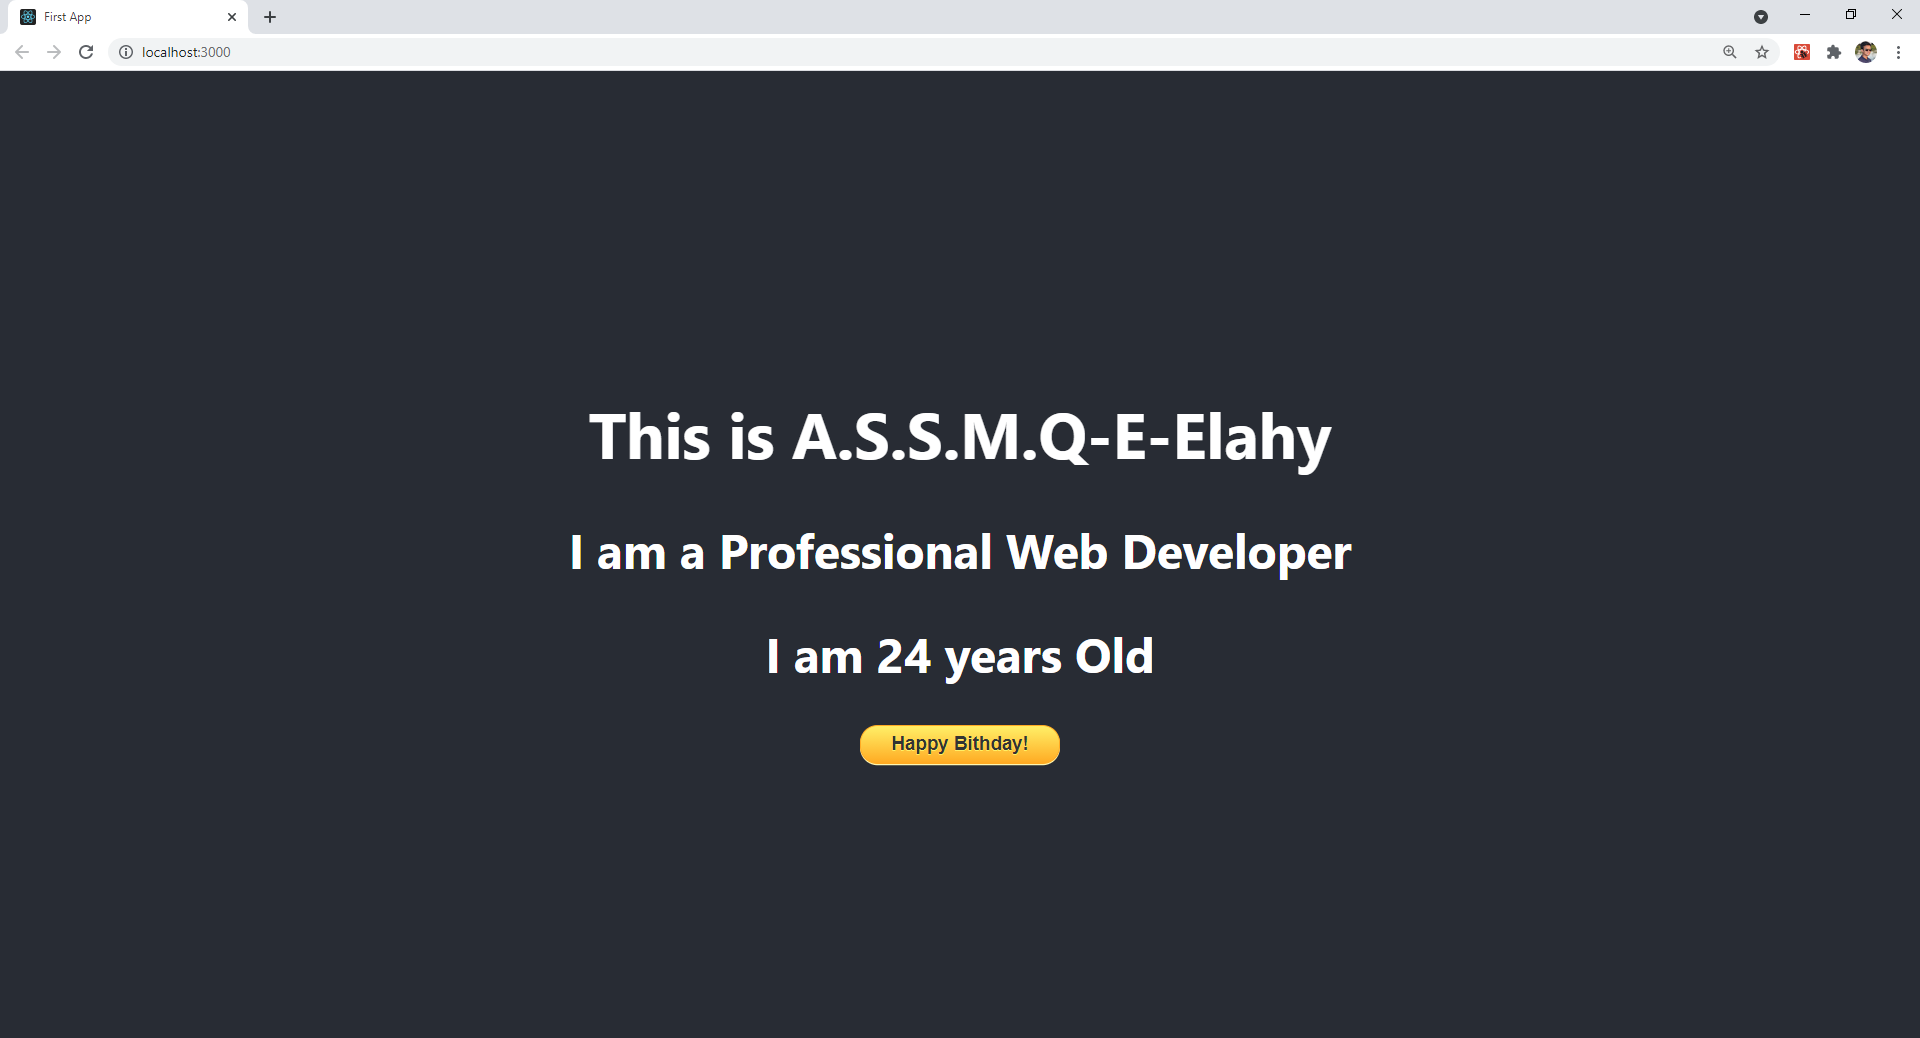 First App
localhost:3000
This is A.S.S.M.Q-E-Elahy
I am a Professional Web Developer
I am 24 years Old
Happy Bithday!